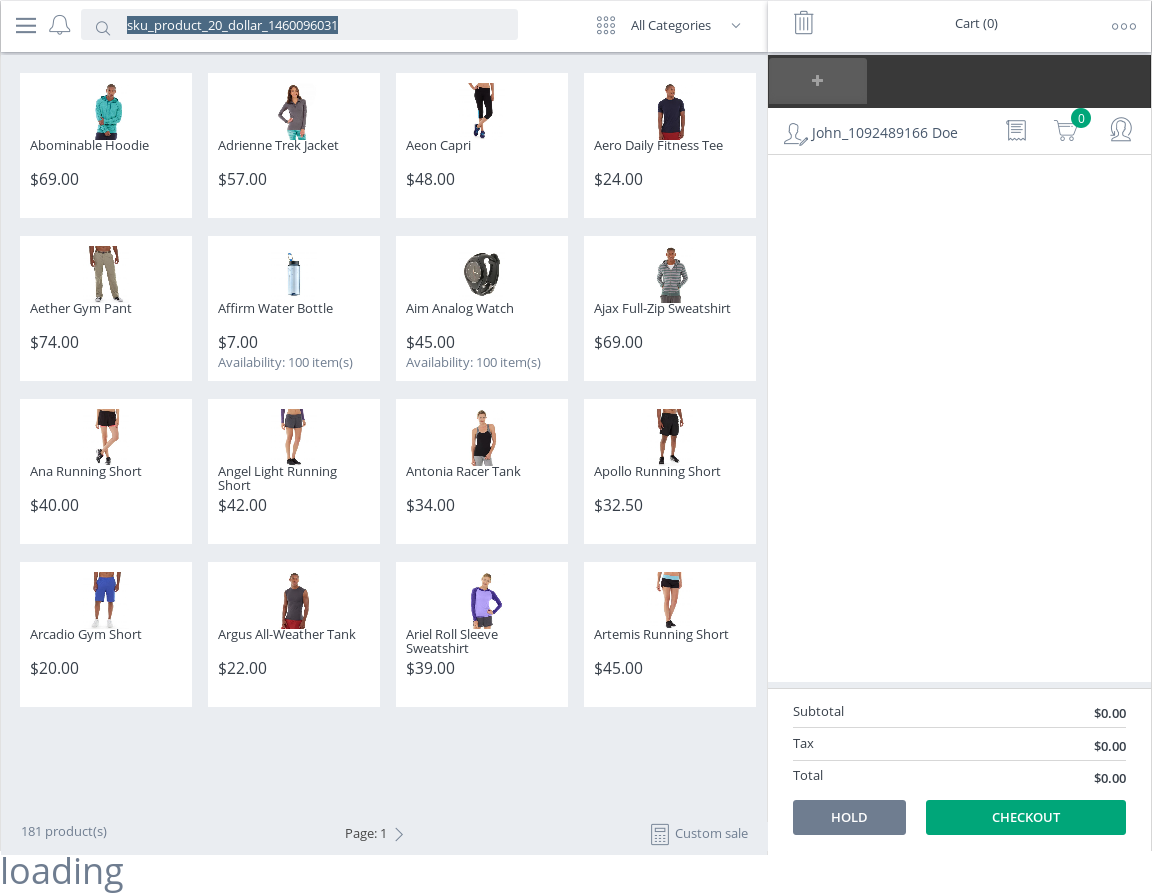 sku_product_20_dollar_1460096031
All Categories
Cart (0)
+
John_1092489166 Doe
0
Abominable Hoodie
$69.00
Adrienne Trek Jacket
$57.00
Aeon Capri
$48.00
Aero Daily Fitness Tee
$24.00
Aether Gym Pant
$74.00
Affirm Water Bottle
$7.00
Availability: 100 item(s)
Aim Analog Watch
$45.00
Availability: 100 item(s)
Ajax Full-Zip Sweatshirt
$69.00
Ana Running Short
$40.00
Angel Light Running
Short
$42.00
Antonia Racer Tank
$34.00
Apollo Running Short
$32.50
Arcadio Gym Short
$20.00
Argus All-Weather Tank
$22.00
Ariel Roll Sleeve
Sweatshirt
$39.00
Artemis Running Short
$45.00
Subtotal
$0.00
Tax
$0.00
Total
$0.00
HOLD
CHECKOUT
181 product(s)
Page: 1
Custom sale
loading